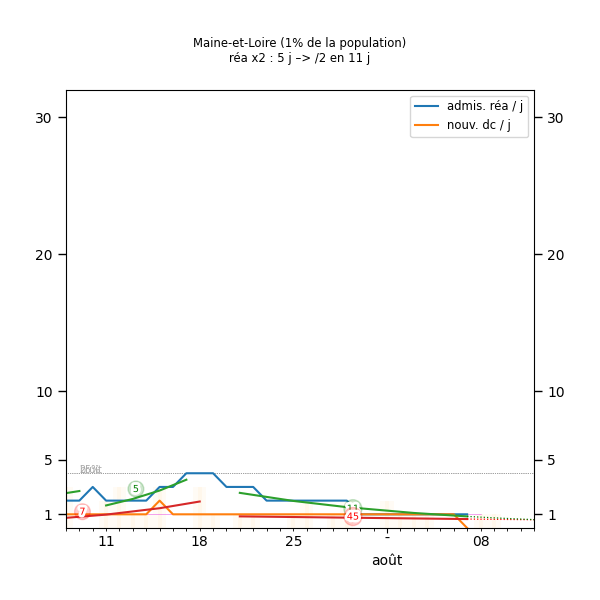 Maine-et-Loire (1% de la population)
réa x2 : 5 j –> /2 en 11 j
admis. réa / j
nouv. dc / j
30 30
20 20
10 10
5 5
1 1
5
7
11
45
11 18 25 - 08
août